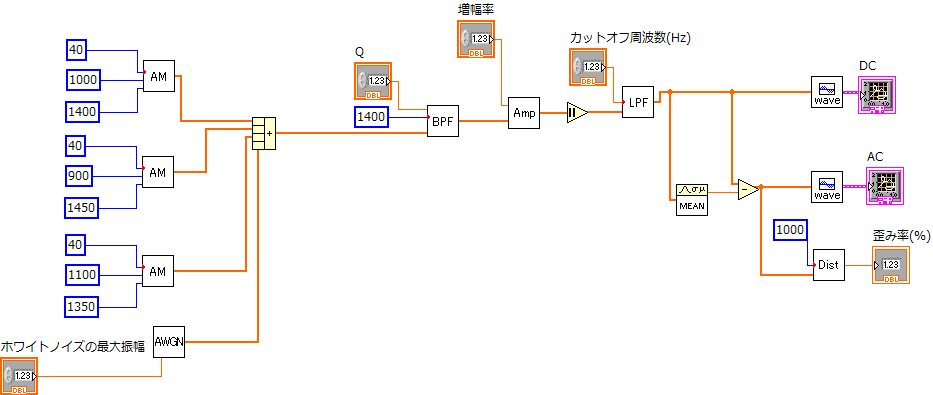 増幅率
1.23
DBL
カットオフ周波数(Hz)
1.23
DBL
Q
1.23
DBL
DC
wave
40
1000
1400
AM
1400
BPF
Amp
LPF
+
40
900
1450
AM
AC
wave
σμ
MEAN
-
1000
Dist
歪み率(%)
1.23
DBL
40
1100
1350
AM
ホワイトノイズの最大振幅
AWGN
1.23
DBL